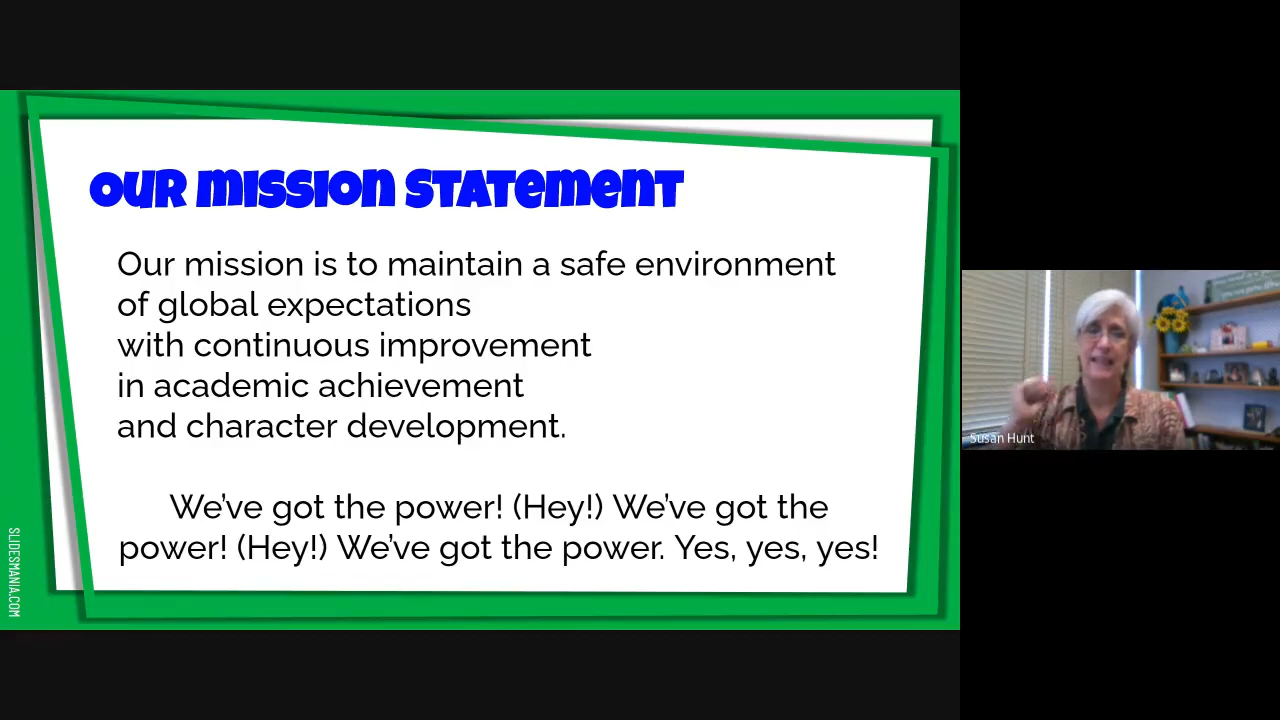 OUR MISSION STATEMENT
Our mission is to maintain a safe environment
of global expectations
with continuous improvement
in academic achievement
and character development.
We've got the power! (Hey!) We've got the
power! (Hey!) We've got the power. Yes, yes, yes!
SLIDESMANIA.COM
Susan Hunt